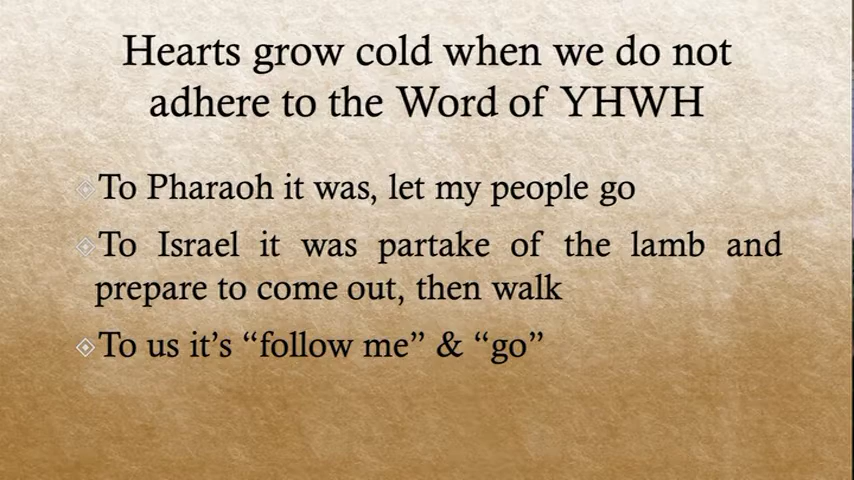 Hearts grow cold when we do not
adhere to the Word of YHWH
To Pharaoh it was, let my people go
To Israel it was partake of the lamb and
prepare to come out, then walk
To us it’s “follow me” & “go”